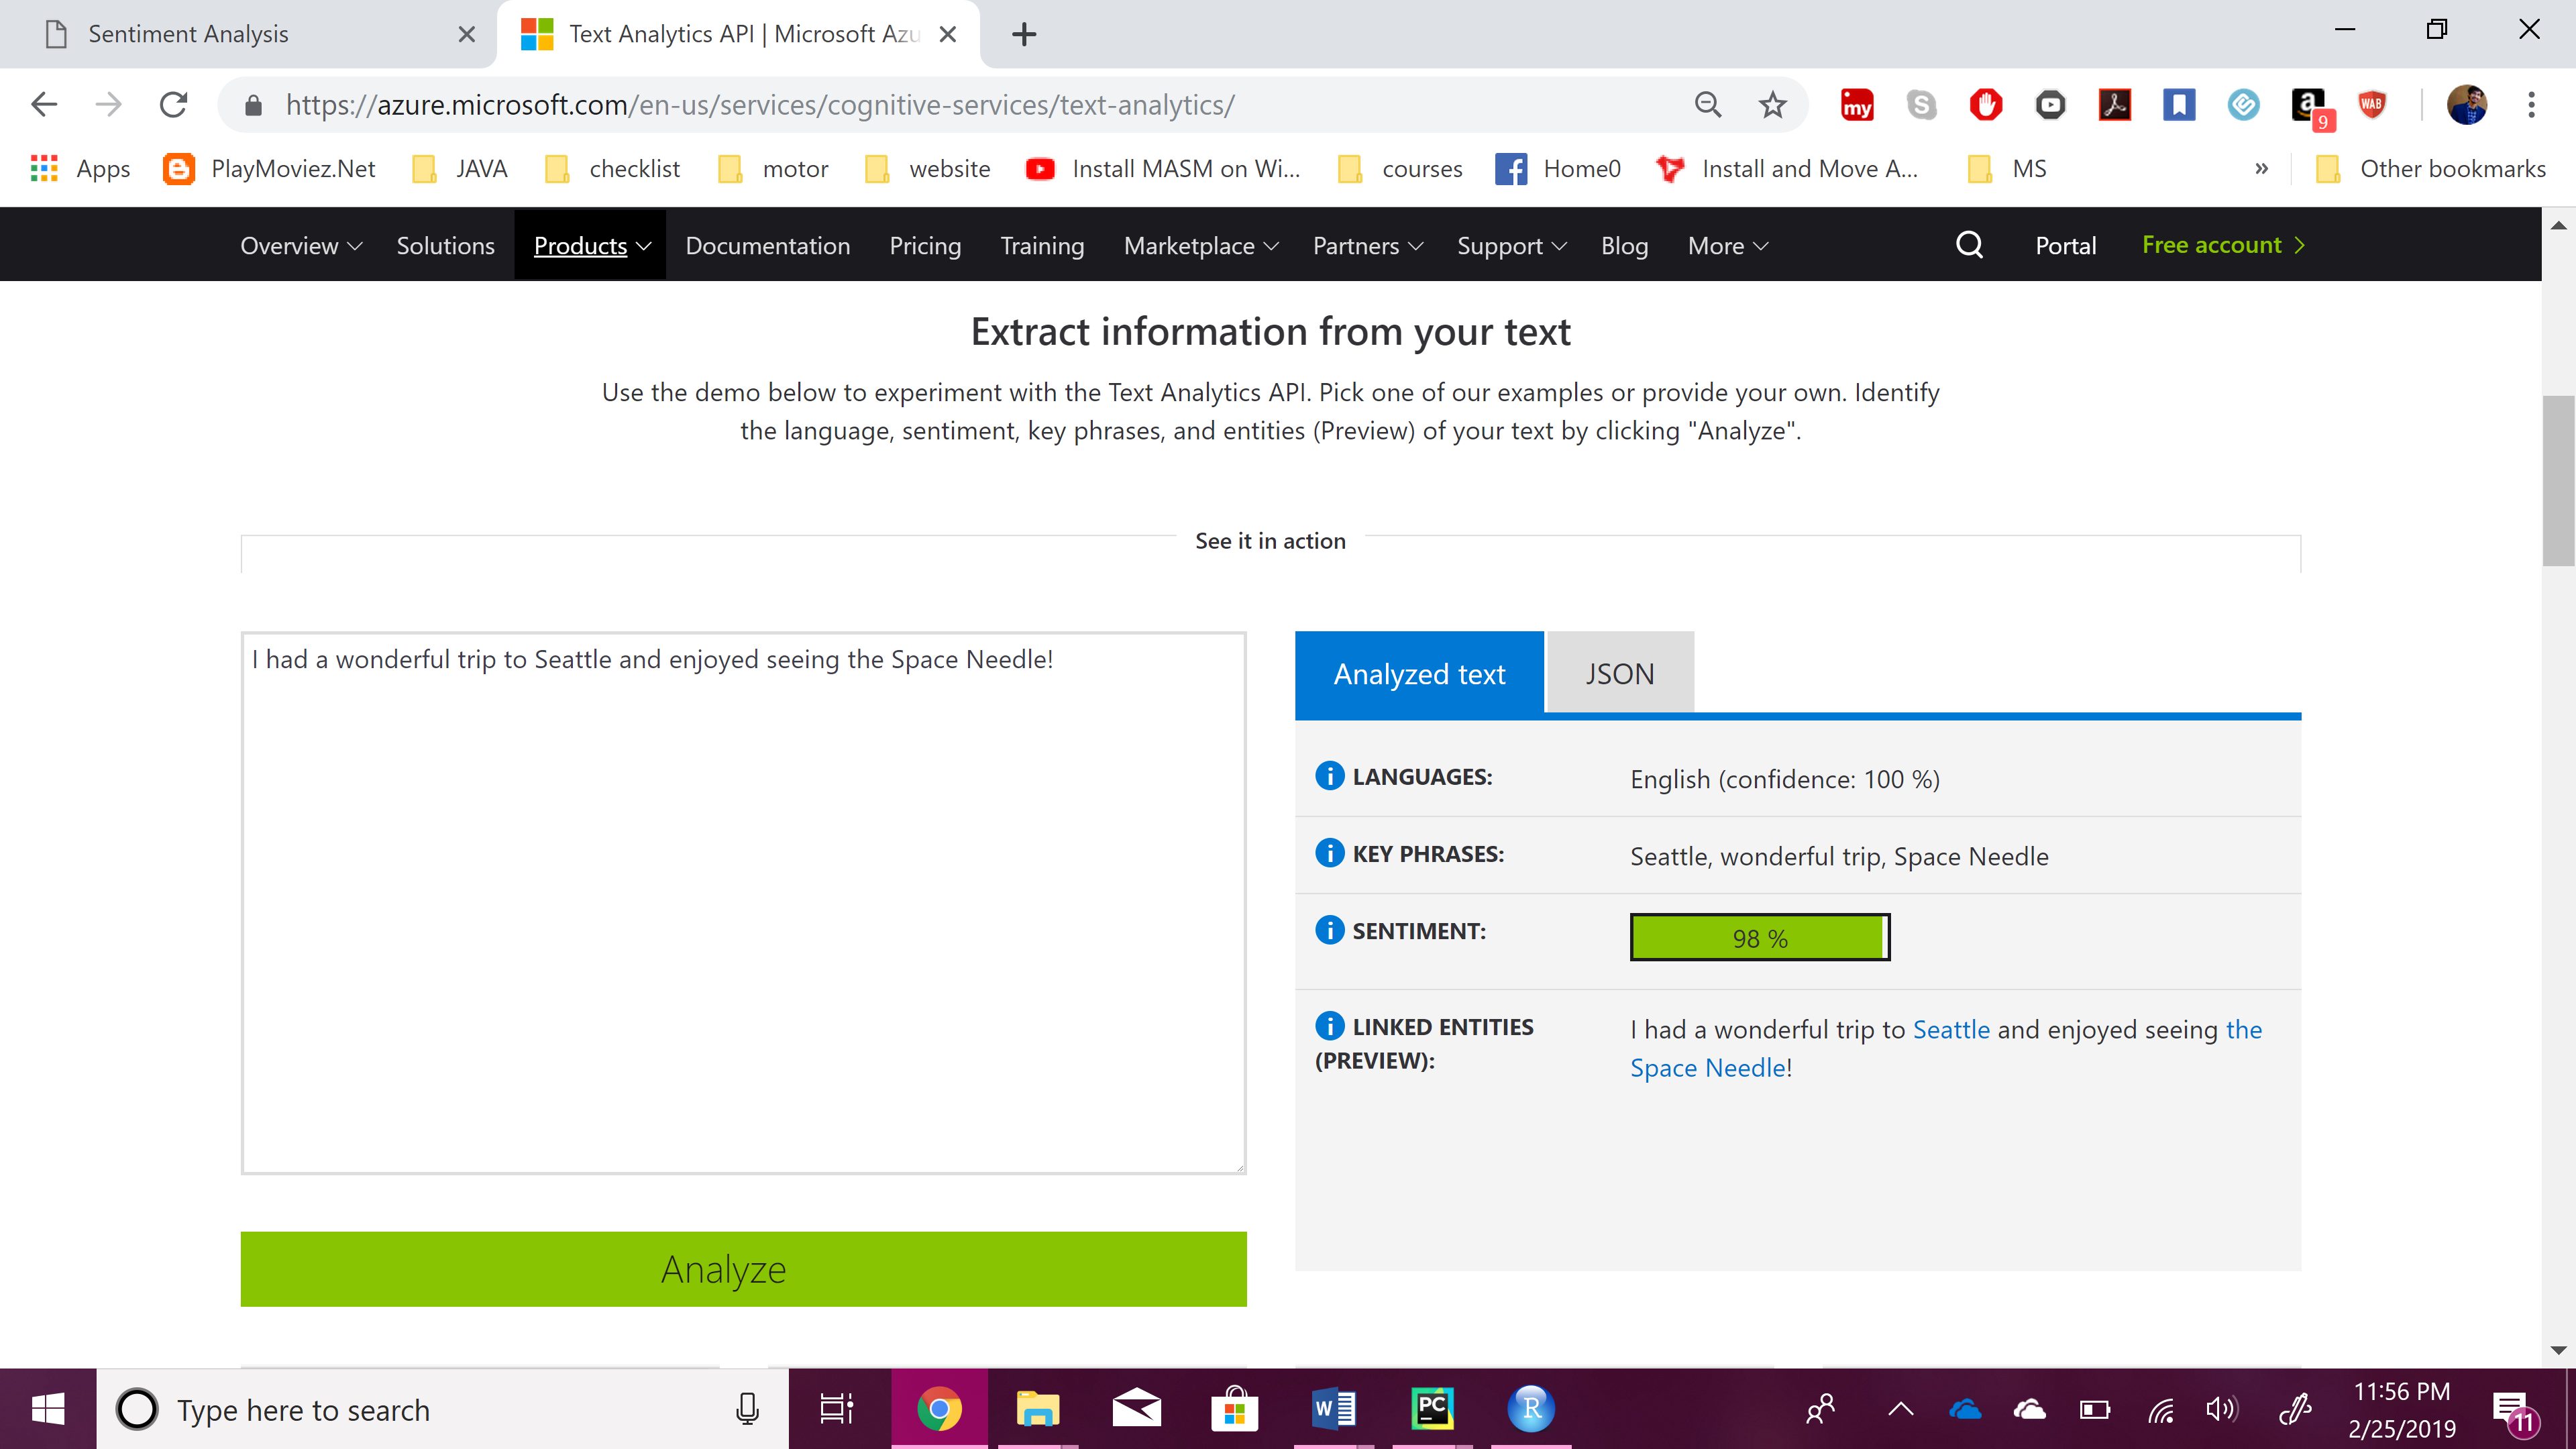 Sentiment Analysis
Text Analytics API | Microsoft Azu
https://azure.microsoft.com/en-us/services/cognitive-services/text-analytics/
my
S
a
9
WAB
Apps
PlayMoviez.Net
JAVA
checklist
motor
website
Install MASM on Wi...
courses
Home0
Install and Move A...
MS
»
Other bookmarks
Overview
Solutions
Products
Documentation
Pricing
Training
Marketplace
Partners
Support
Blog
More
Portal
Free account
Extract information from your text
Use the demo below to experiment with the Text Analytics API. Pick one of our examples or provide your own. Identify
the language, sentiment, key phrases, and entities (Preview) of your text by clicking "Analyze".
See it in action
I had a wonderful trip to Seattle and enjoyed seeing the Space Needle!
Analyze
Analyzed text
JSON
LANGUAGES:
English (confidence: 100 %)
KEY PHRASES:
Seattle, wonderful trip, Space Needle
SENTIMENT:
98 %
LINKED ENTITIES
(PREVIEW):
I had a wonderful trip to Seattle and enjoyed seeing the
Space Needle!
Type here to search
W
PC
R
11:56 PM
2/25/2019
11